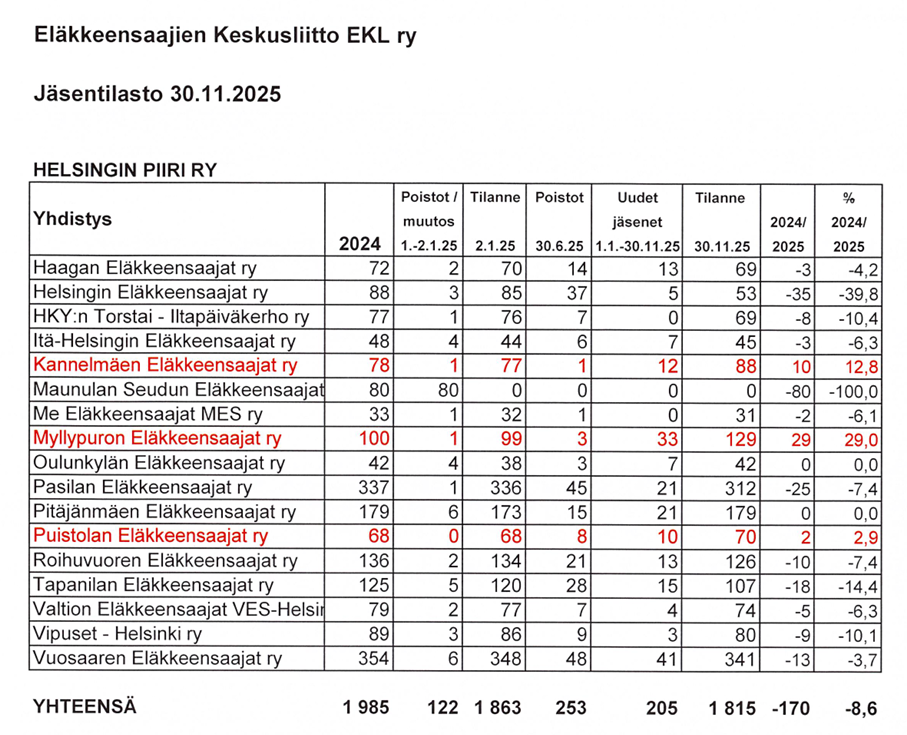 Eläkkeensaajien Keskusliitto EKL ry
Jäsentilasto 30.11.2025
HELSINGIN PIIRI RY
Yhdistys 2024 Poistot / muutos 1.-2.1.25 Tilanne 2.1.25 Poistot 30.6.25 Uudet jäsenet 1.1.-30.11.25 Tilanne 30.11.25 2024/ 2025 % 2024/ 2025
Haagan Eläkkeensaajat ry 72 2 70 14 13 69 -3 -4,2
Helsingin Eläkkeensaajat ry 88 3 85 37 5 53 -35 -39,8
HKY:n Torstai - Iltapäiväkerho ry 77 1 76 7 0 69 -8 -10,4
Itä-Helsingin Eläkkeensaajat ry 48 4 44 6 7 45 -3 -6,3
Kannelmäen Eläkkeensaajat ry 78 1 77 1 12 88 10 12,8
Maunulan Seudun Eläkkeensaajat 80 80 0 0 0 0 -80 -100,0
Me Eläkkeensaajat MES ry 33 1 32 1 0 31 -2 -6,1
Myllypuron Eläkkeensaajat ry 100 1 99 3 33 129 29 29,0
Oulunkylän Eläkkeensaajat ry 42 4 38 3 7 42 0 0,0
Pasilan Eläkkeensaajat ry 337 1 336 45 21 312 -25 -7,4
Pitäjänmäen Eläkkeensaajat ry 179 6 173 15 21 179 0 0,0
Puistolan Eläkkeensaajat ry 68 0 68 8 10 70 2 2,9
Roihuvuoren Eläkkeensaajat ry 136 2 134 21 13 126 -10 -7,4
Tapanilan Eläkkeensaajat ry 125 5 120 28 15 107 -18 -14,4
Valtion Eläkkeensaajat VES-Helsin 79 2 77 7 4 74 -5 -6,3
Vipuset - Helsinki ry 89 3 86 9 3 80 -9 -10,1
Vuosaaren Eläkkeensaajat ry 354 6 348 48 41 341 -13 -3,7
YHTEENSÄ 1 985 122 1 863 253 205 1 815 -170 -8,6